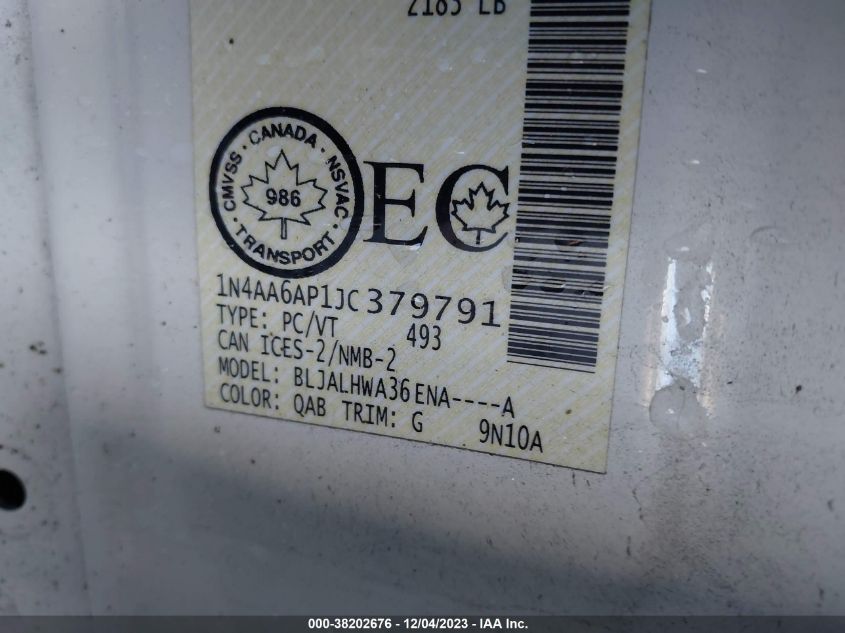 2185 LB
CMVSS · CANADA · NSVAC
986
· TRANSPORT ·
EC
1N4AA6AP1JC379791
TYPE: PC/VT 493
CAN ICES-2/NMB-2
MODEL: BLJALHWA36ENA----A
COLOR: QAB TRIM: G 9N10A
000-38202676 - 12/04/2023 - IAA Inc.